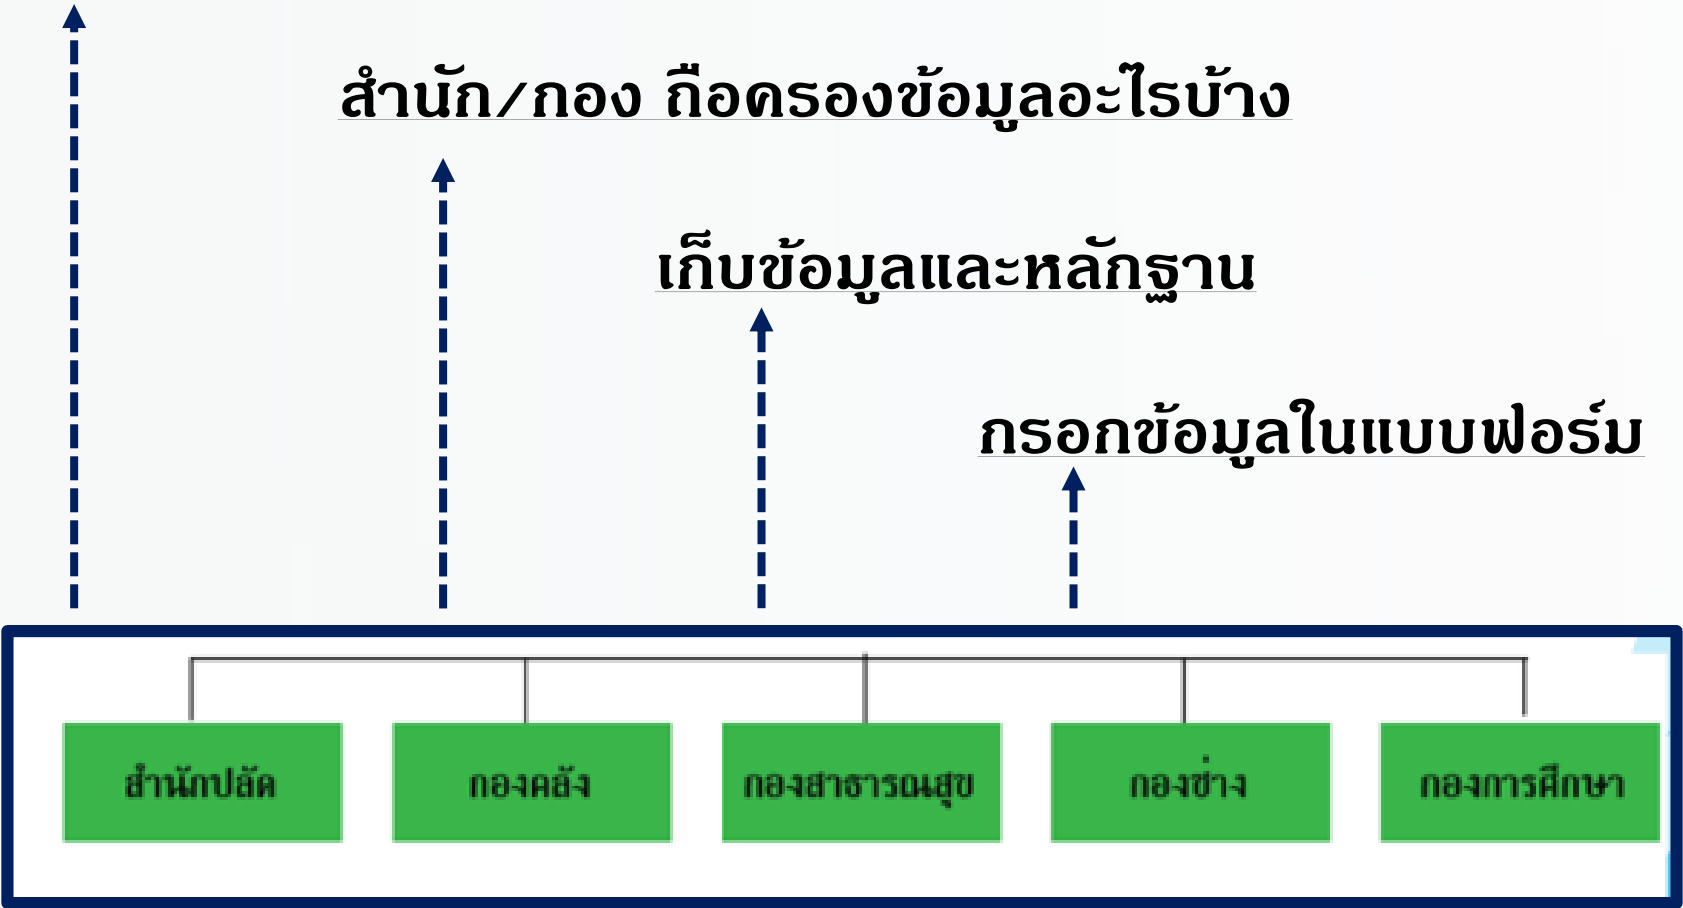 สำนัก/กอง ถือครองข้อมูลอะไรบ้าง
เก็บข้อมูลและหลักฐาน
กรอกข้อมูลในแบบฟอร์ม
สำนักปลัด
กองคลัง
กองสาธารณสุข
กองช่าง
กองการศึกษา